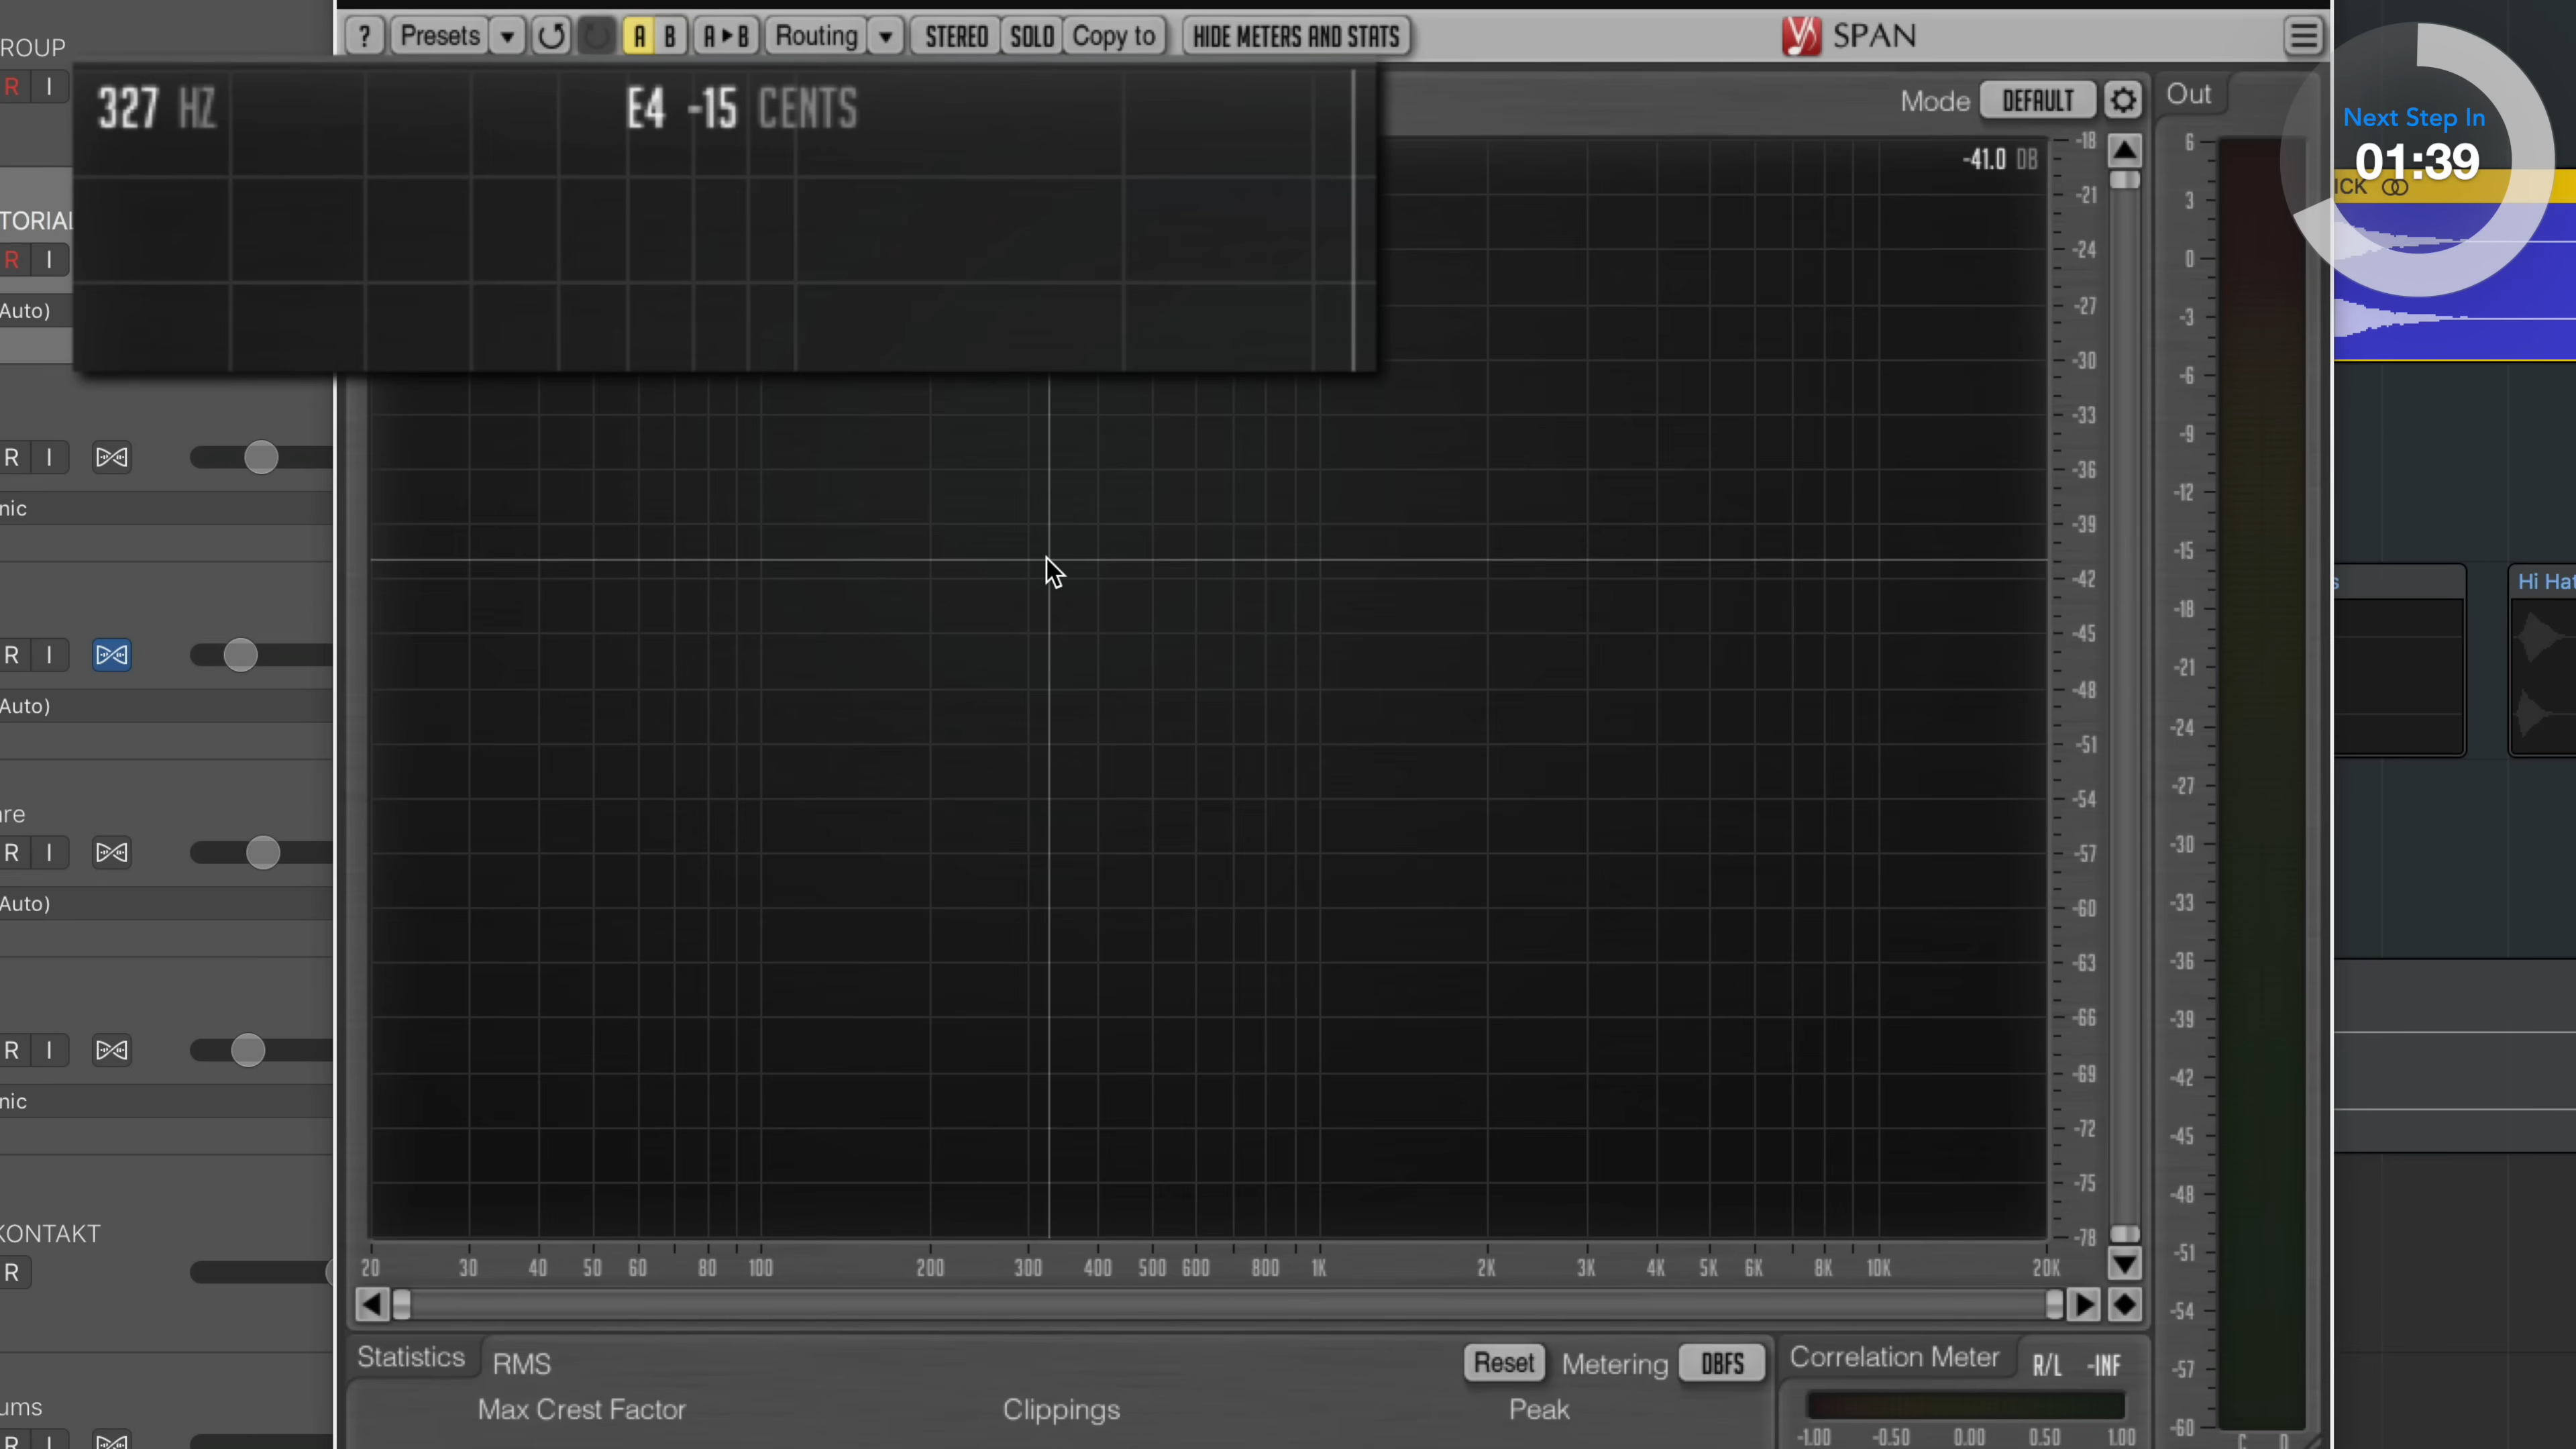 ROUP
R I
TORIAL
R I
Auto)
R I
nic
R I
Auto)
are
R I
Auto)
R I
nic
KONTAKT
R
ums
R I
? Presets A B A▶B Routing STEREO SOLO Copy to HIDE METERS AND STATS SPAN
327 HZ E4 -15 CENTS
Mode DEFAULT Out
-41.0 DB
-18
-21
-24
-27
-30
-33
-36
-39
-42
-45
-48
-51
-54
-57
-60
-63
-66
-69
-72
-75
-78
20 30 40 50 60 80 100 200 300 400 500 600 800 1K 2K 3K 4K 5K 6K 8K 10K 20K
6
3
0
-3
-6
-9
-12
-15
-18
-21
-24
-27
-30
-33
-36
-39
-42
-45
-48
-51
-54
-57
-60
Statistics RMS Reset Metering DBFS
Max Crest Factor Clippings Peak
Correlation Meter R/L -INF
-1.00 -0.50 0.00 0.50 1.00
Next Step In
01:39
ICK
s
Hi Hat